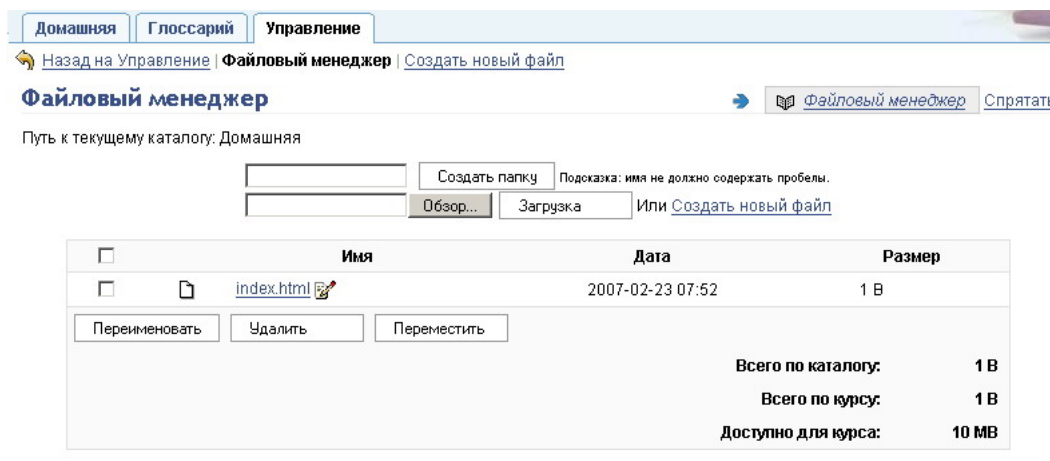 Домашняя Глоссарий Управление
Назад на Управление | Файловый менеджер | Создать новый файл
Файловый менеджер Файловый менеджер Спрятать
Путь к текущему каталогу: Домашняя
Создать папку Подсказка: имя не должно содержать пробелы.
Обзор... Загрузка Или Создать новый файл
Имя Дата Размер
index.html 2007-02-23 07:52 1 B
Переименовать Удалить Переместить
Всего по каталогу: 1 B
Всего по курсу: 1 B
Доступно для курса: 10 MB